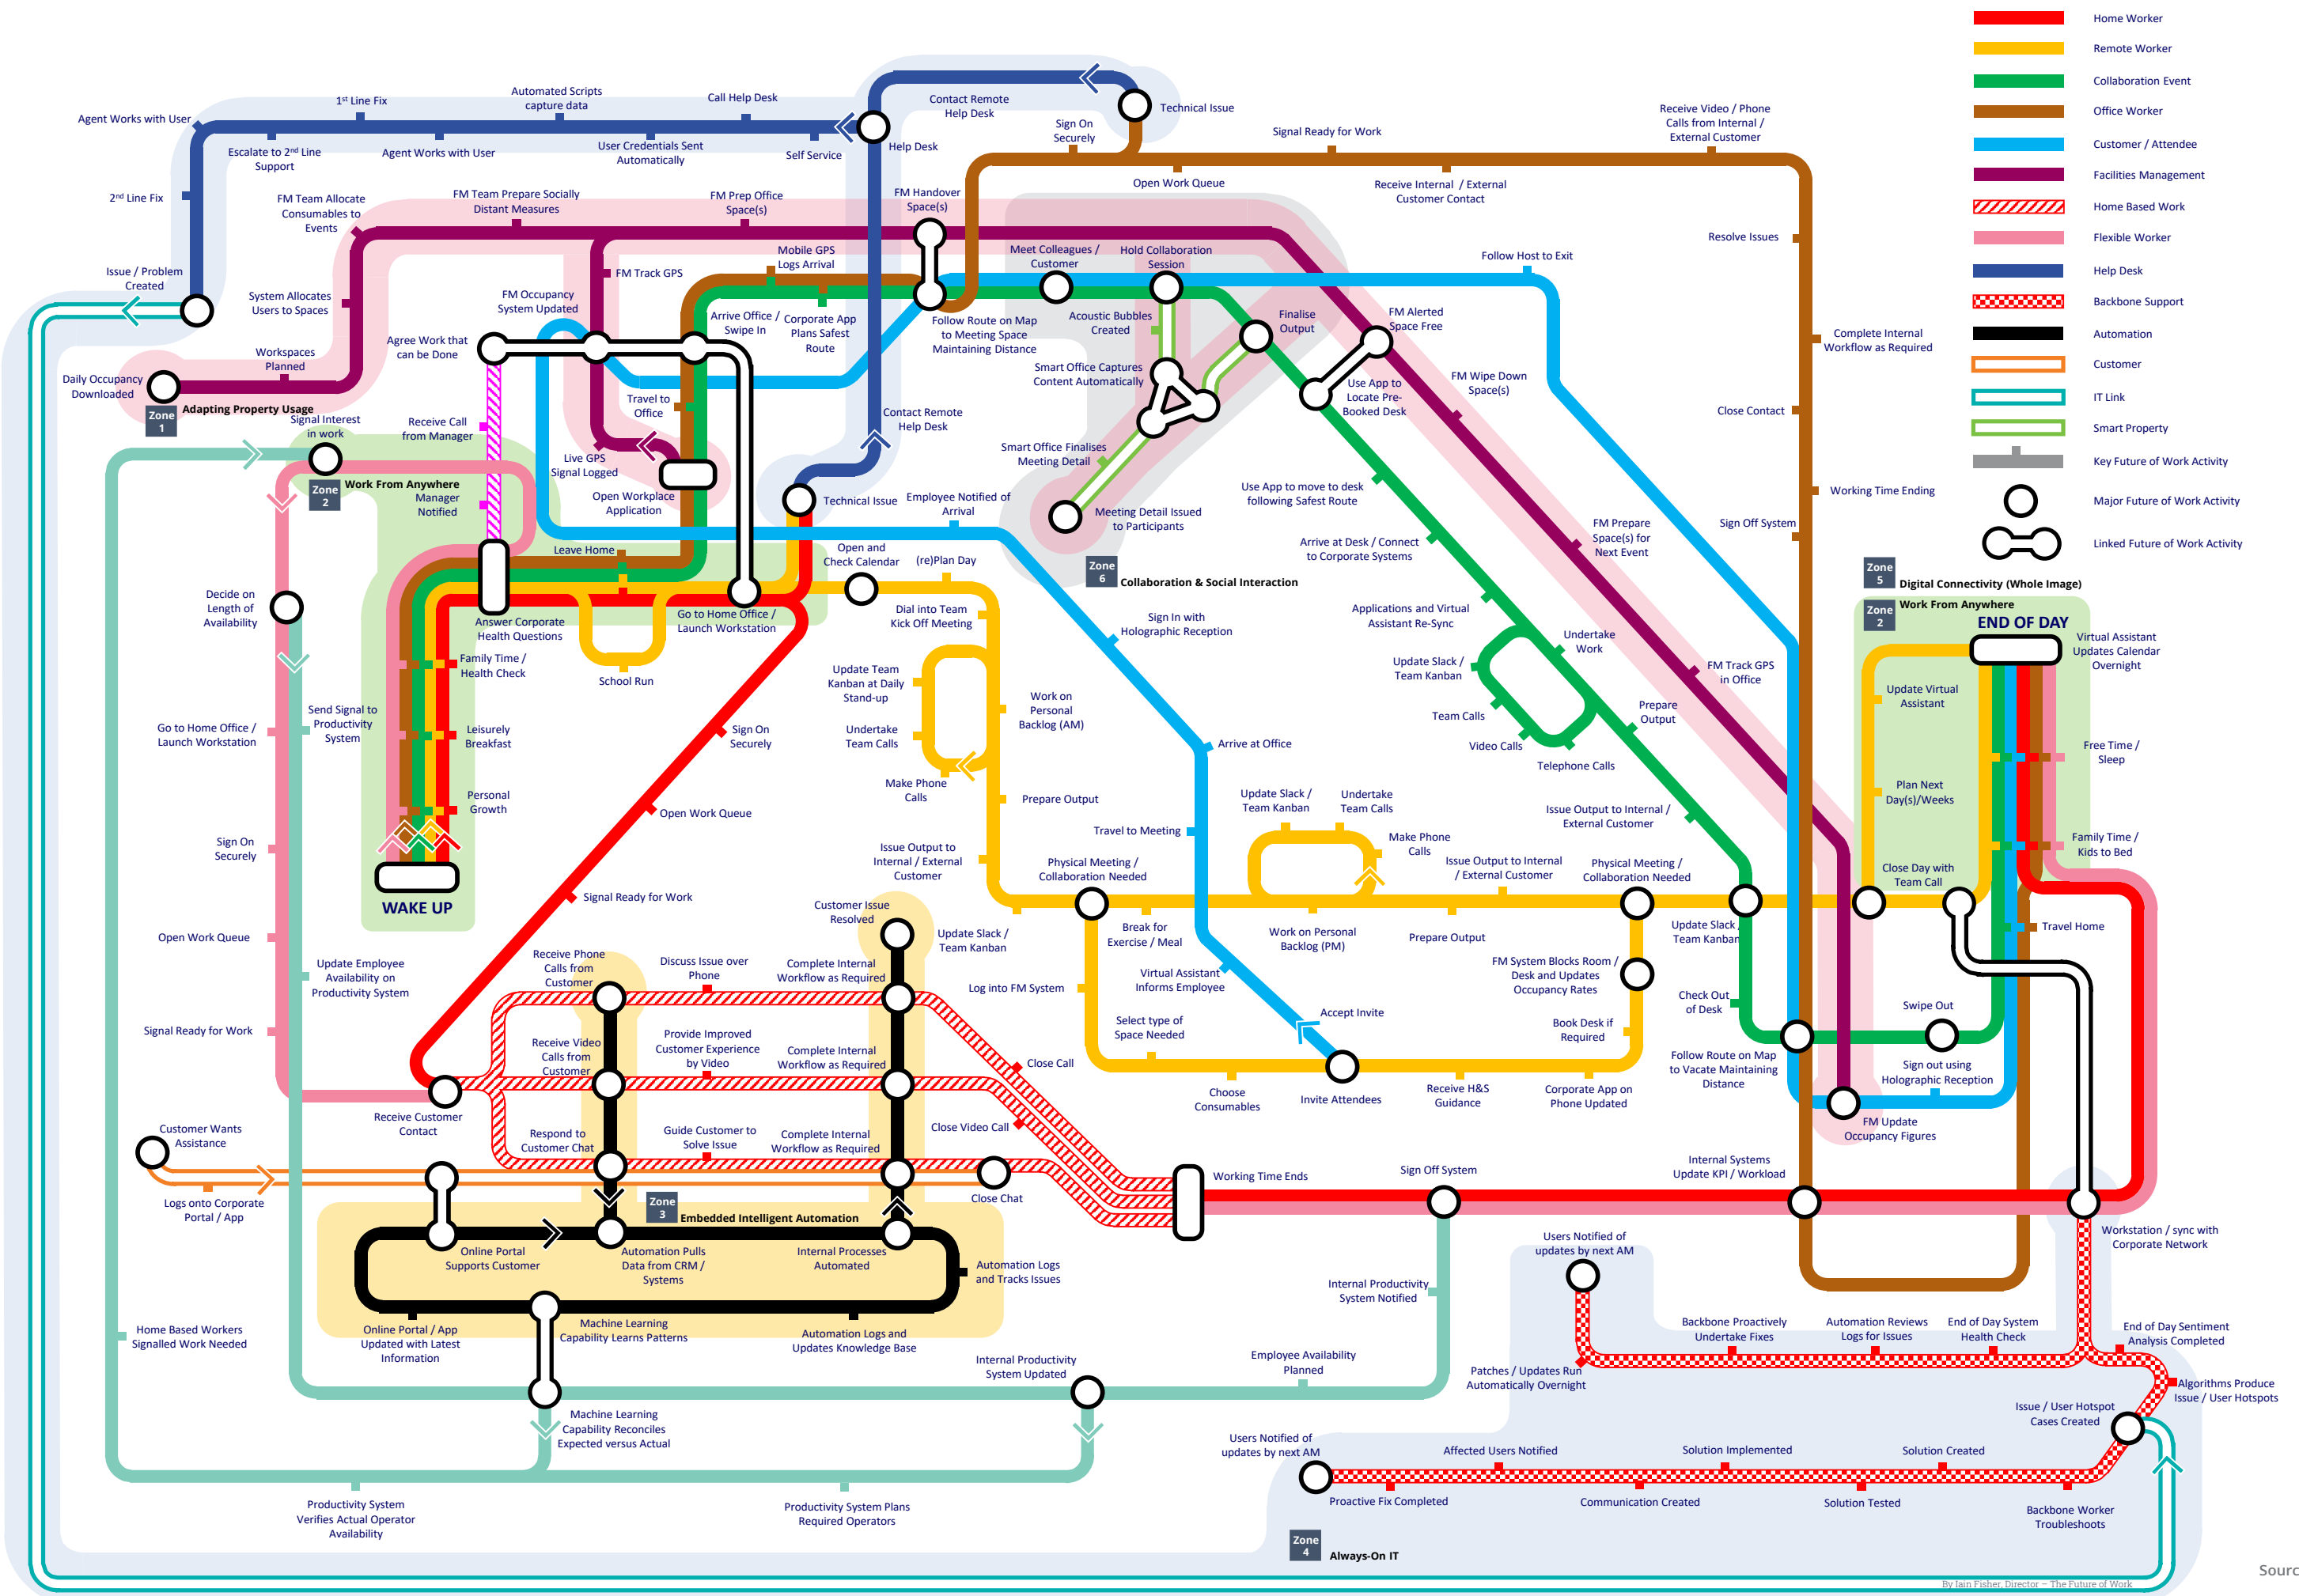 Home Worker
Remote Worker
Collaboration Event
Office Worker
Customer / Attendee
Facilities Management
Home Based Work
Flexible Worker
Help Desk
Backbone Support
Automation
Customer
IT Link
Smart Property
Key Future of Work Activity
Major Future of Work Activity
Linked Future of Work Activity
Agent Works with User
1st Line Fix
Automated Scripts
capture data
Call Help Desk
Contact Remote
Help Desk
Technical Issue
Escalate to 2nd Line
Support
Agent Works with User
User Credentials Sent
Automatically
Self Service
Help Desk
Sign On
Securely
Signal Ready for Work
Receive Video / Phone
Calls from Internal /
External Customer
Open Work Queue
Receive Internal / External
Customer Contact
2nd Line Fix
FM Team Allocate
Consumables to
Events
FM Team Prepare Socially
Distant Measures
FM Prep Office
Space(s)
FM Handover
Space(s)
Resolve Issues
Issue / Problem
Created
System Allocates
Users to Spaces
FM Track GPS
FM Occupancy
System Updated
Mobile GPS
Logs Arrival
Meet Colleagues /
Customer
Hold Collaboration
Session
Follow Host to Exit
Agree Work that
can be Done
Arrive Office /
Swipe In
Corporate App
Plans Safest
Route
Follow Route on Map
to Meeting Space
Maintaining Distance
Acoustic Bubbles
Created
Finalise
Output
FM Alerted
Space Free
Complete Internal
Workflow as Required
Workspaces
Planned
Daily Occupancy
Downloaded
Zone
1
Adapting Property Usage
Smart Office Captures
Content Automatically
Use App to
Locate Pre-
Booked Desk
FM Wipe Down
Space(s)
Close Contact
Signal Interest
in work
Receive Call
from Manager
Travel to
Office
Contact Remote
Help Desk
Smart Office Finalises
Meeting Detail
Live GPS
Signal Logged
Zone
2
Work From Anywhere
Manager
Notified
Open Workplace
Application
Technical Issue
Employee Notified of
Arrival
Meeting Detail Issued
to Participants
Use App to move to desk
following Safest Route
Working Time Ending
Sign Off System
FM Prepare
Space(s) for
Next Event
Leave Home
Open and
Check Calendar
(re)Plan Day
Zone
6
Collaboration & Social Interaction
Arrive at Desk / Connect
to Corporate Systems
Zone
5
Digital Connectivity (Whole Image)
Zone
2
Work From Anywhere
END OF DAY
Virtual Assistant
Updates Calendar
Overnight
Decide on
Length of
Availability
Answer Corporate
Health Questions
Go to Home Office /
Launch Workstation
Dial into Team
Kick Off Meeting
Sign In with
Holographic Reception
Applications and Virtual
Assistant Re-Sync
Undertake
Work
Family Time /
Health Check
School Run
Update Team
Kanban at Daily
Stand-up
Work on
Personal
Backlog (AM)
Update Slack /
Team Kanban
FM Track GPS
in Office
Update Virtual
Assistant
Go to Home Office /
Launch Workstation
Send Signal to
Productivity
System
Leisurely
Breakfast
Sign On
Securely
Undertake
Team Calls
Arrive at Office
Team Calls
Prepare
Output
Video Calls
Telephone Calls
Free Time /
Sleep
Personal
Growth
Open Work Queue
Make Phone
Calls
Prepare Output
Travel to Meeting
Update Slack /
Team Kanban
Undertake
Team Calls
Make Phone
Calls
Issue Output to Internal /
External Customer
Plan Next
Day(s)/Weeks
Family Time /
Kids to Bed
Sign On
Securely
Issue Output to
Internal / External
Customer
Physical Meeting /
Collaboration Needed
Issue Output to Internal
/ External Customer
Physical Meeting /
Collaboration Needed
Close Day with
Team Call
WAKE UP
Signal Ready for Work
Customer Issue
Resolved
Open Work Queue
Update Slack /
Team Kanban
Break for
Exercise / Meal
Work on Personal
Backlog (PM)
Prepare Output
Update Slack /
Team Kanban
Travel Home
Update Employee
Availability on
Productivity System
Receive Phone
Calls from
Customer
Discuss Issue over
Phone
Complete Internal
Workflow as Required
Log into FM System
Virtual Assistant
Informs Employee
FM System Blocks Room /
Desk and Updates
Occupancy Rates
Check Out
of Desk
Swipe Out
Signal Ready for Work
Receive Video
Calls from
Customer
Provide Improved
Customer Experience
by Video
Complete Internal
Workflow as Required
Close Call
Select type of
Space Needed
Accept Invite
Book Desk if
Required
Follow Route on Map
to Vacate Maintaining
Distance
Sign out using
Holographic Reception
Choose
Consumables
Invite Attendees
Receive H&S
Guidance
Corporate App on
Phone Updated
FM Update
Occupancy Figures
Receive Customer
Contact
Customer Wants
Assistance
Respond to
Customer Chat
Guide Customer to
Solve Issue
Complete Internal
Workflow as Required
Close Video Call
Logs onto Corporate
Portal / App
Close Chat
Working Time Ends
Sign Off System
Internal Systems
Update KPI / Workload
Zone
3
Embedded Intelligent Automation
Workstation / sync with
Corporate Network
Online Portal
Supports Customer
Automation Pulls
Data from CRM /
Systems
Internal Processes
Automated
Automation Logs
and Tracks Issues
Users Notified of
updates by next AM
Internal Productivity
System Notified
Home Based Workers
Signalled Work Needed
Online Portal / App
Updated with Latest
Information
Machine Learning
Capability Learns Patterns
Automation Logs and
Updates Knowledge Base
Backbone Proactively
Undertake Fixes
Automation Reviews
Logs for Issues
End of Day System
Health Check
End of Day Sentiment
Analysis Completed
Internal Productivity
System Updated
Employee Availability
Planned
Patches / Updates Run
Automatically Overnight
Algorithms Produce
Issue / User Hotspots
Issue / User Hotspot
Cases Created
Machine Learning
Capability Reconciles
Expected versus Actual
Users Notified of
updates by next AM
Affected Users Notified
Solution Implemented
Solution Created
Productivity System
Verifies Actual Operator
Availability
Productivity System Plans
Required Operators
Proactive Fix Completed
Communication Created
Solution Tested
Backbone Worker
Troubleshoots
Zone
4
Always-On IT
Sourc
By Iain Fisher, Director – The Future of Work